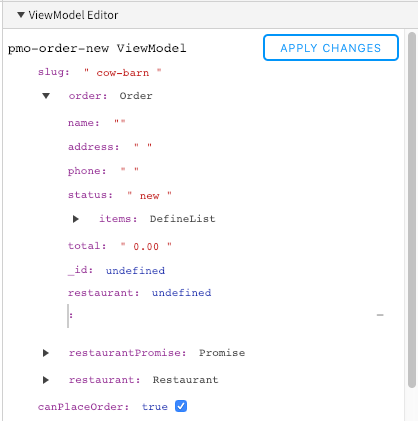 ViewModel Editor
pmo-order-new ViewModel
APPLY CHANGES
slug: " cow-barn "
order: Order
name: ""
address: " "
phone: " "
status: " new "
items: DefineList
total: " 0.00 "
_id: undefined
restaurant: undefined
: −
restaurantPromise: Promise
restaurant: Restaurant
canPlaceOrder: true